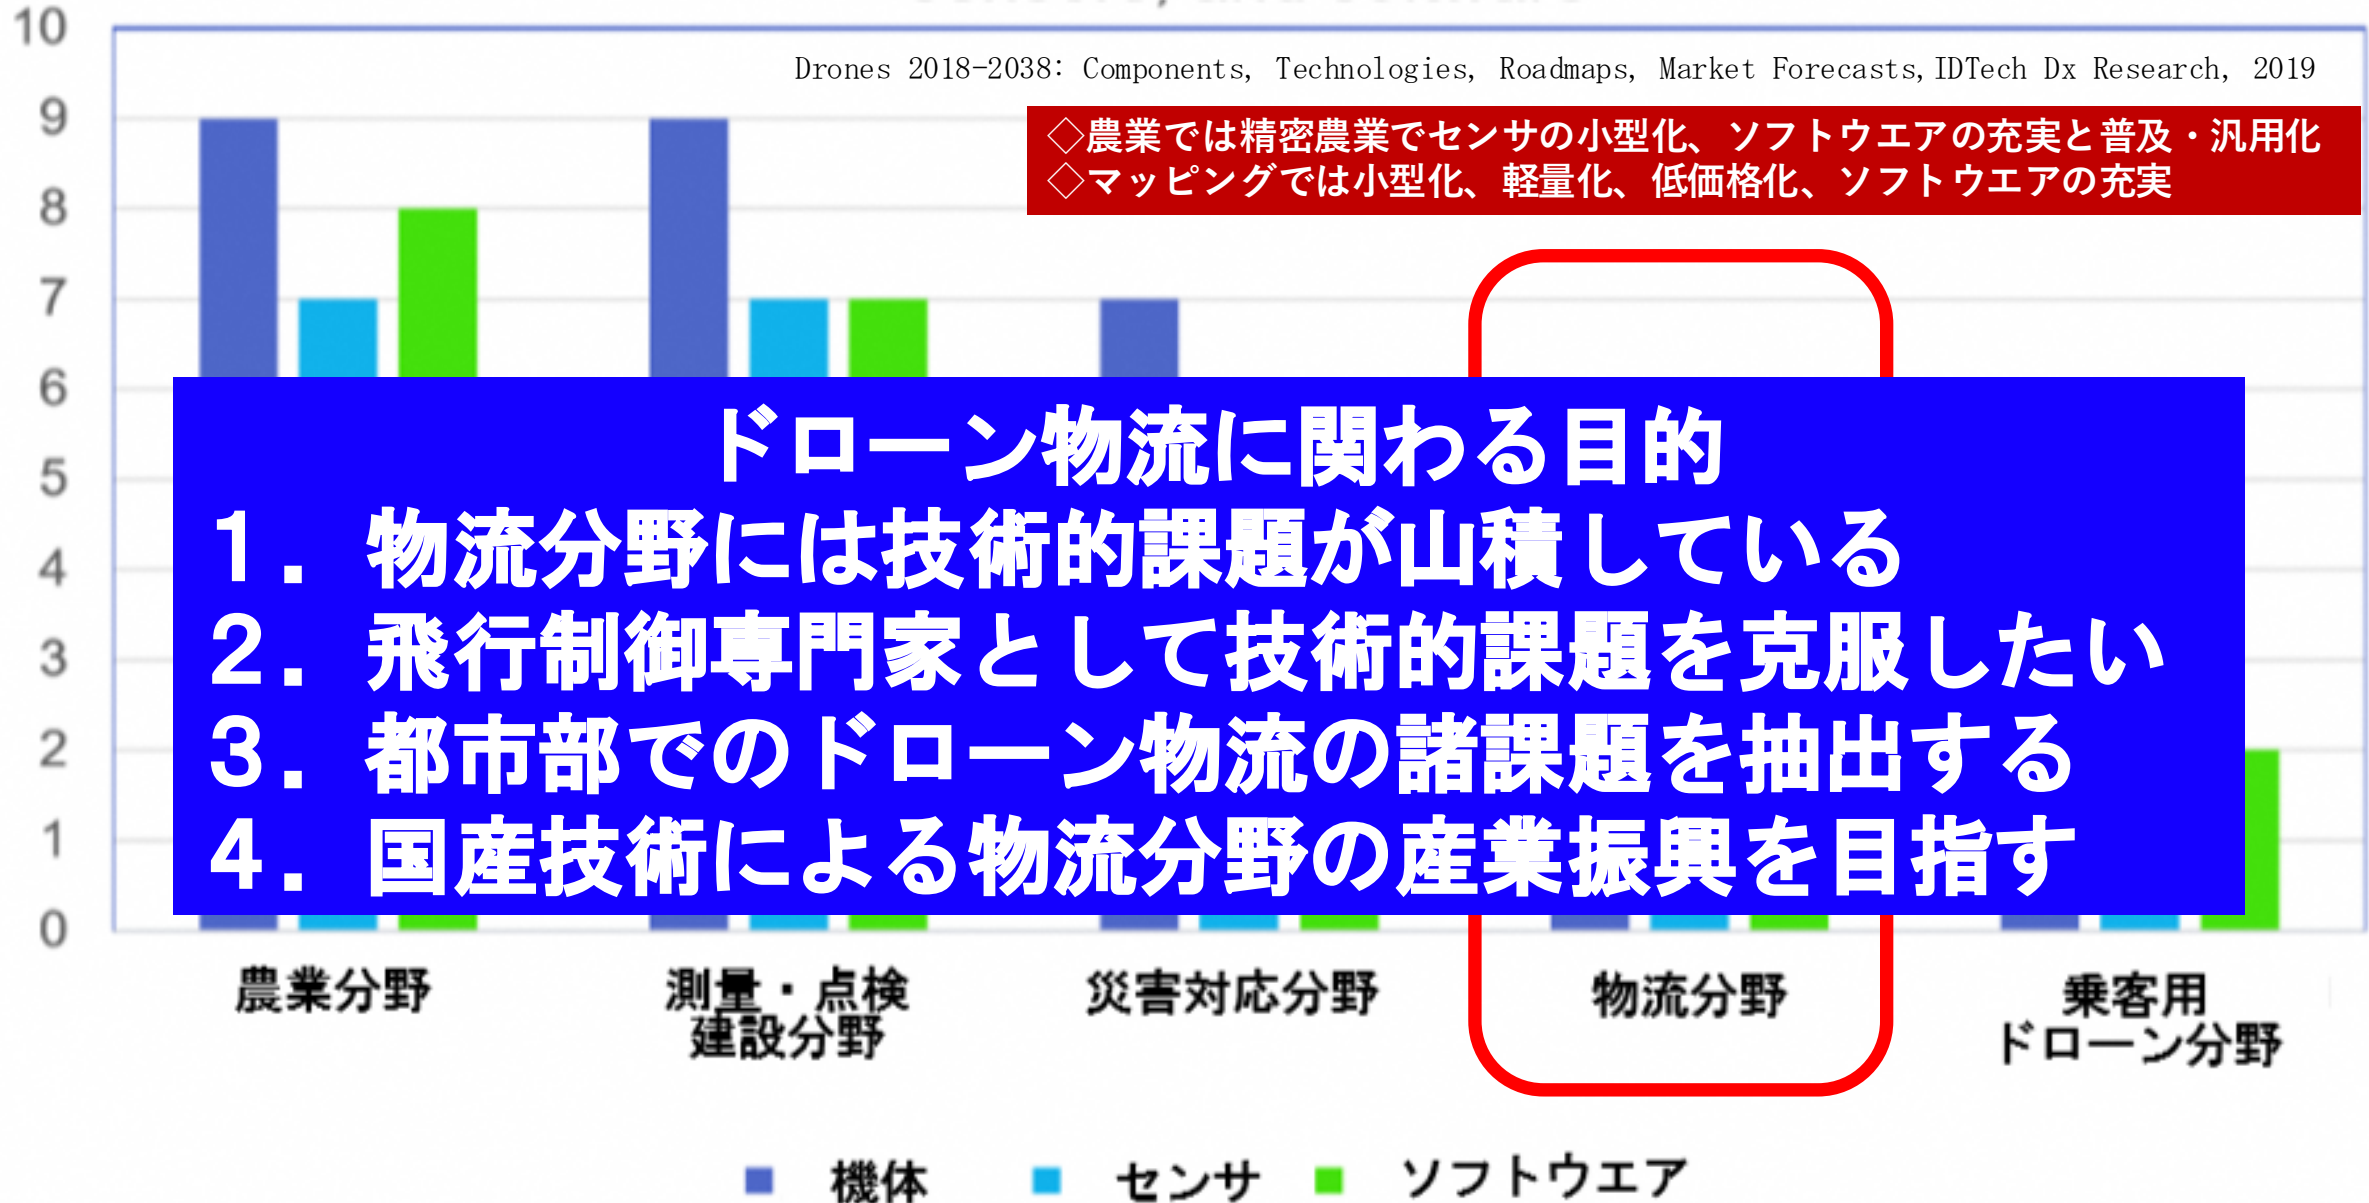 10
Drones 2018-2038: Components, Technologies, Roadmaps, Market Forecasts,IDTech Dx Research, 2019
9
◇農業では精密農業でセンサの小型化、ソフトウエアの充実と普及・汎用化
◇マッピングでは小型化、軽量化、低価格化、ソフトウエアの充実
8
7
6
ドローン物流に関わる目的
5
1． 物流分野には技術的課題が山積している
4
2． 飛行制御専門家として技術的課題を克服したい
3
3． 都市部でのドローン物流の諸課題を抽出する
2
4． 国産技術による物流分野の産業振興を目指す
1
0
農業分野
測量・点検
建設分野
災害対応分野
物流分野
乗客用
ドローン分野
機体
センサ
ソフトウエア